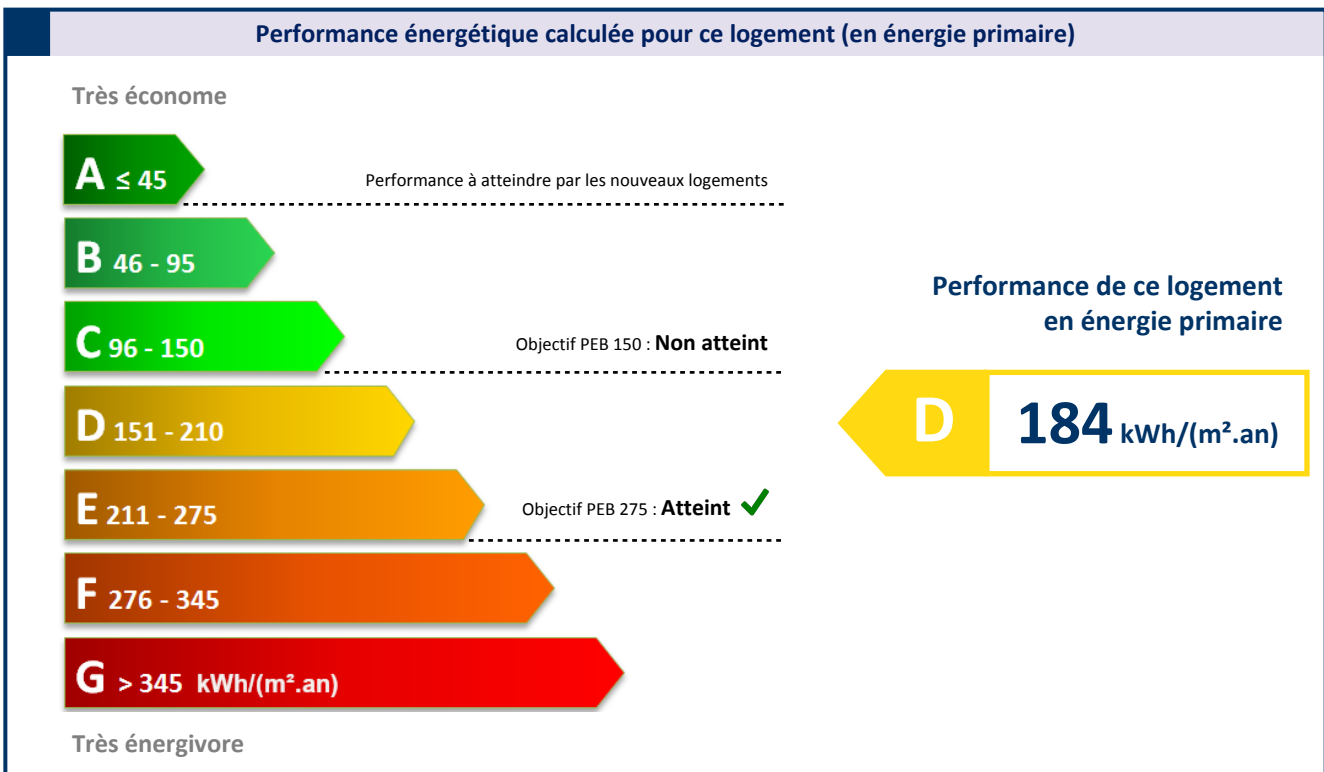 Performance énergétique calculée pour ce logement (en énergie primaire)
Très économe
A ≤ 45
Performance à atteindre par les nouveaux logements
B 46 - 95
C 96 - 150
Objectif PEB 150 : Non atteint
D 151 - 210
E 211 - 275
Objectif PEB 275 : Atteint
F 276 - 345
G > 345 kWh/(m².an)
Très énergivore
Performance de ce logement
en énergie primaire
D 184 kWh/(m².an)